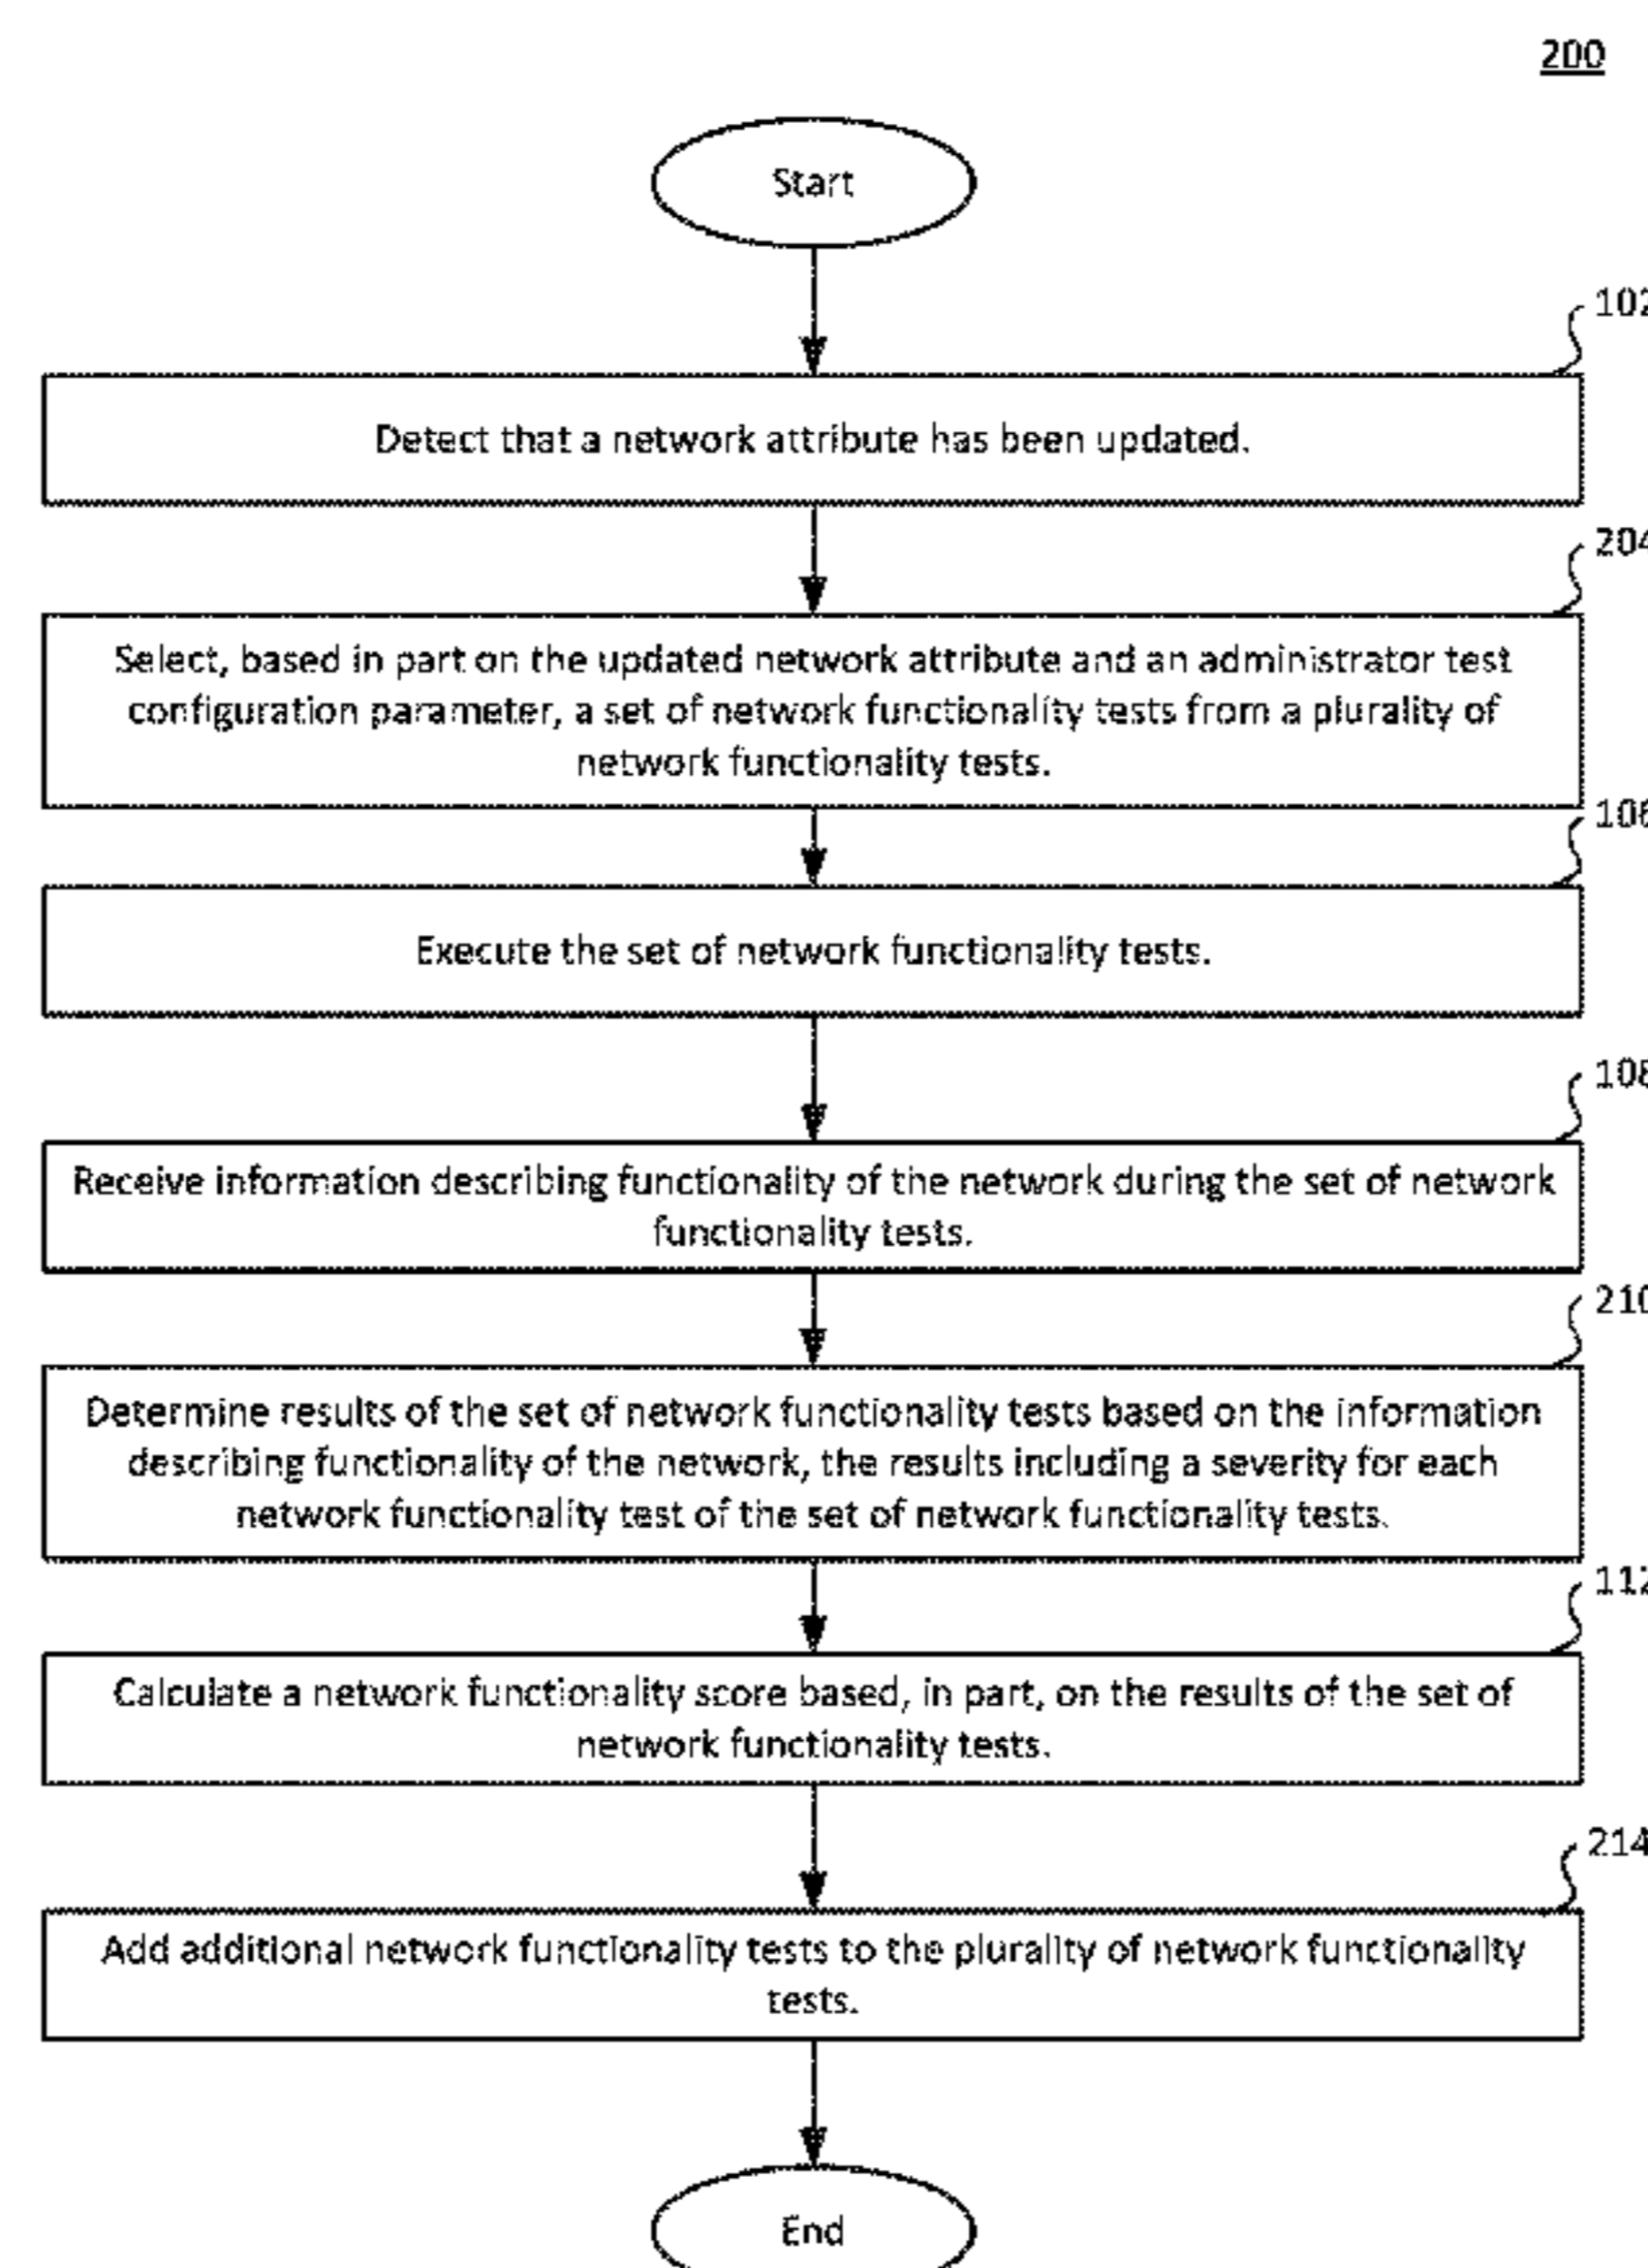 200
Start
102
Detect that a network attribute has been updated.
204
Select, based in part on the updated network attribute and an administrator test
configuration parameter, a set of network functionality tests from a plurality of
network functionality tests.
106
Execute the set of network functionality tests.
108
Receive information describing functionality of the network during the set of network
functionality tests.
210
Determine results of the set of network functionality tests based on the information
describing functionality of the network, the results including a severity for each
network functionality test of the set of network functionality tests.
112
Calculate a network functionality score based, in part, on the results of the set of
network functionality tests.
214
Add additional network functionality tests to the plurality of network functionality
tests.
End